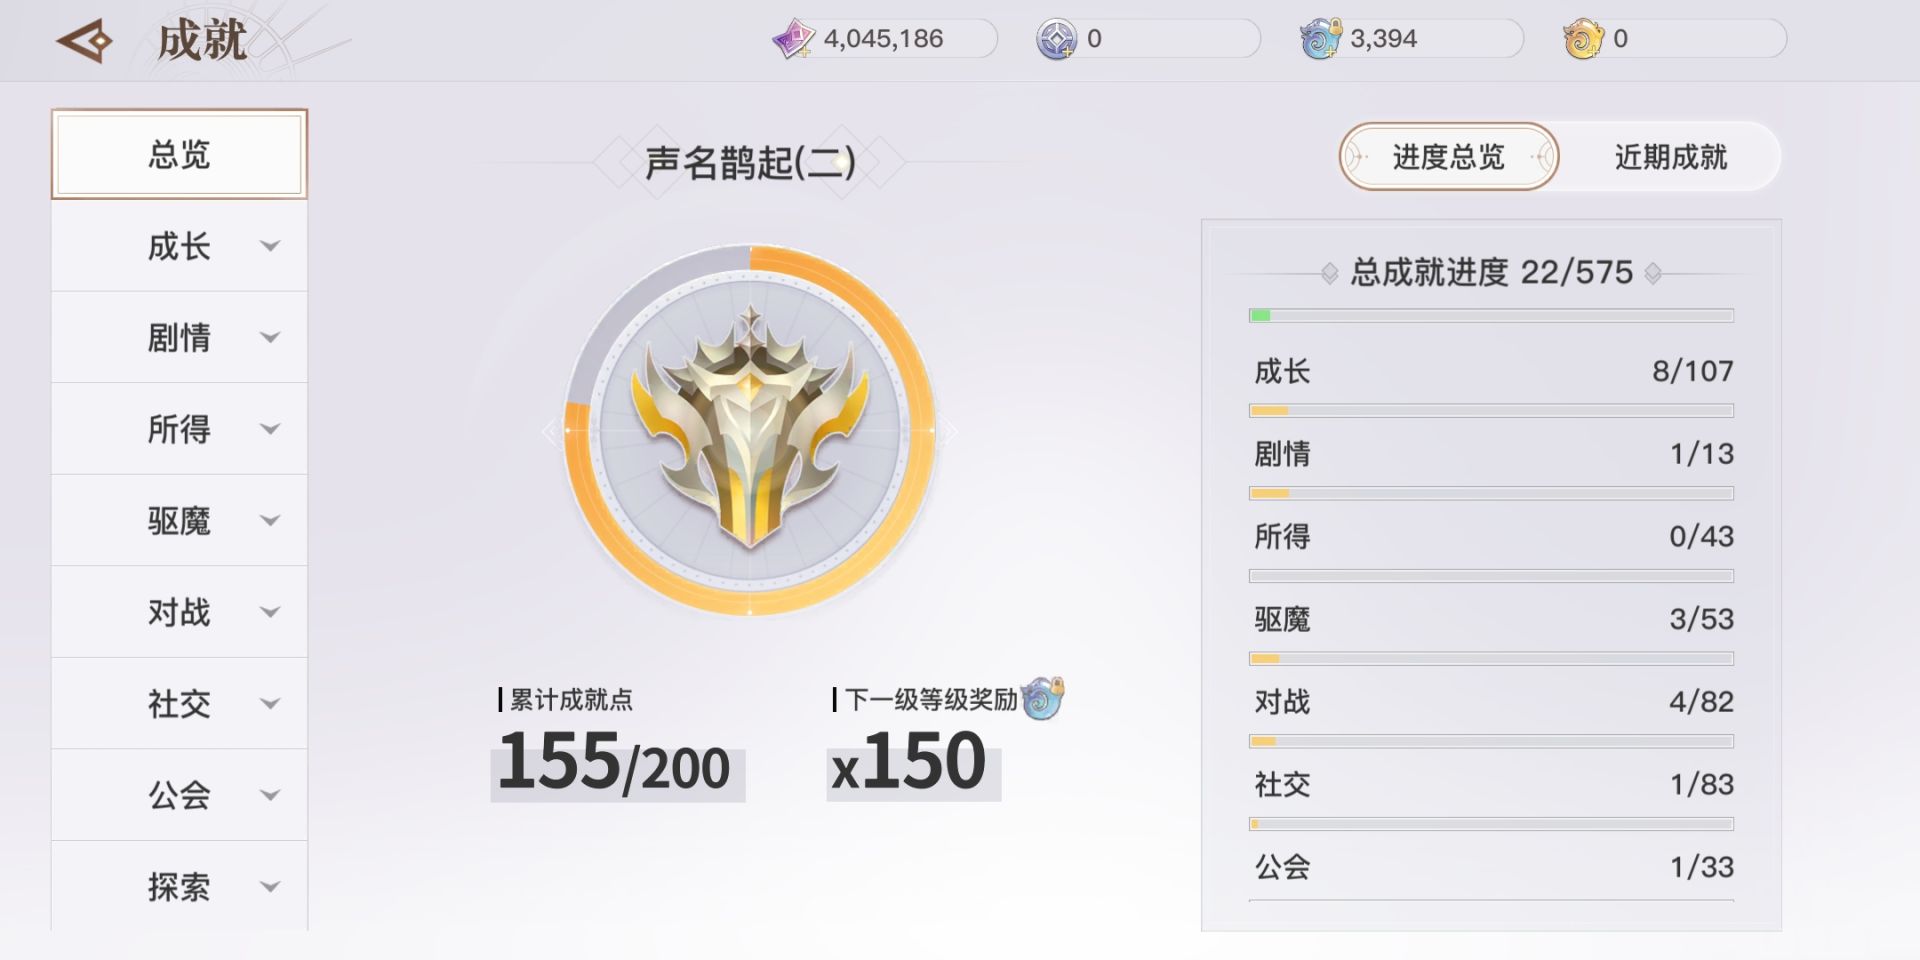 成就
4,045,186
0
3,394
0
总览
成长
剧情
所得
驱魔
对战
社交
公会
探索
声名鹊起(二)
累计成就点
155/200
下一级等级奖励
x150
进度总览
近期成就
总成就进度 22/575
成长 8/107
剧情 1/13
所得 0/43
驱魔 3/53
对战 4/82
社交 1/83
公会 1/33